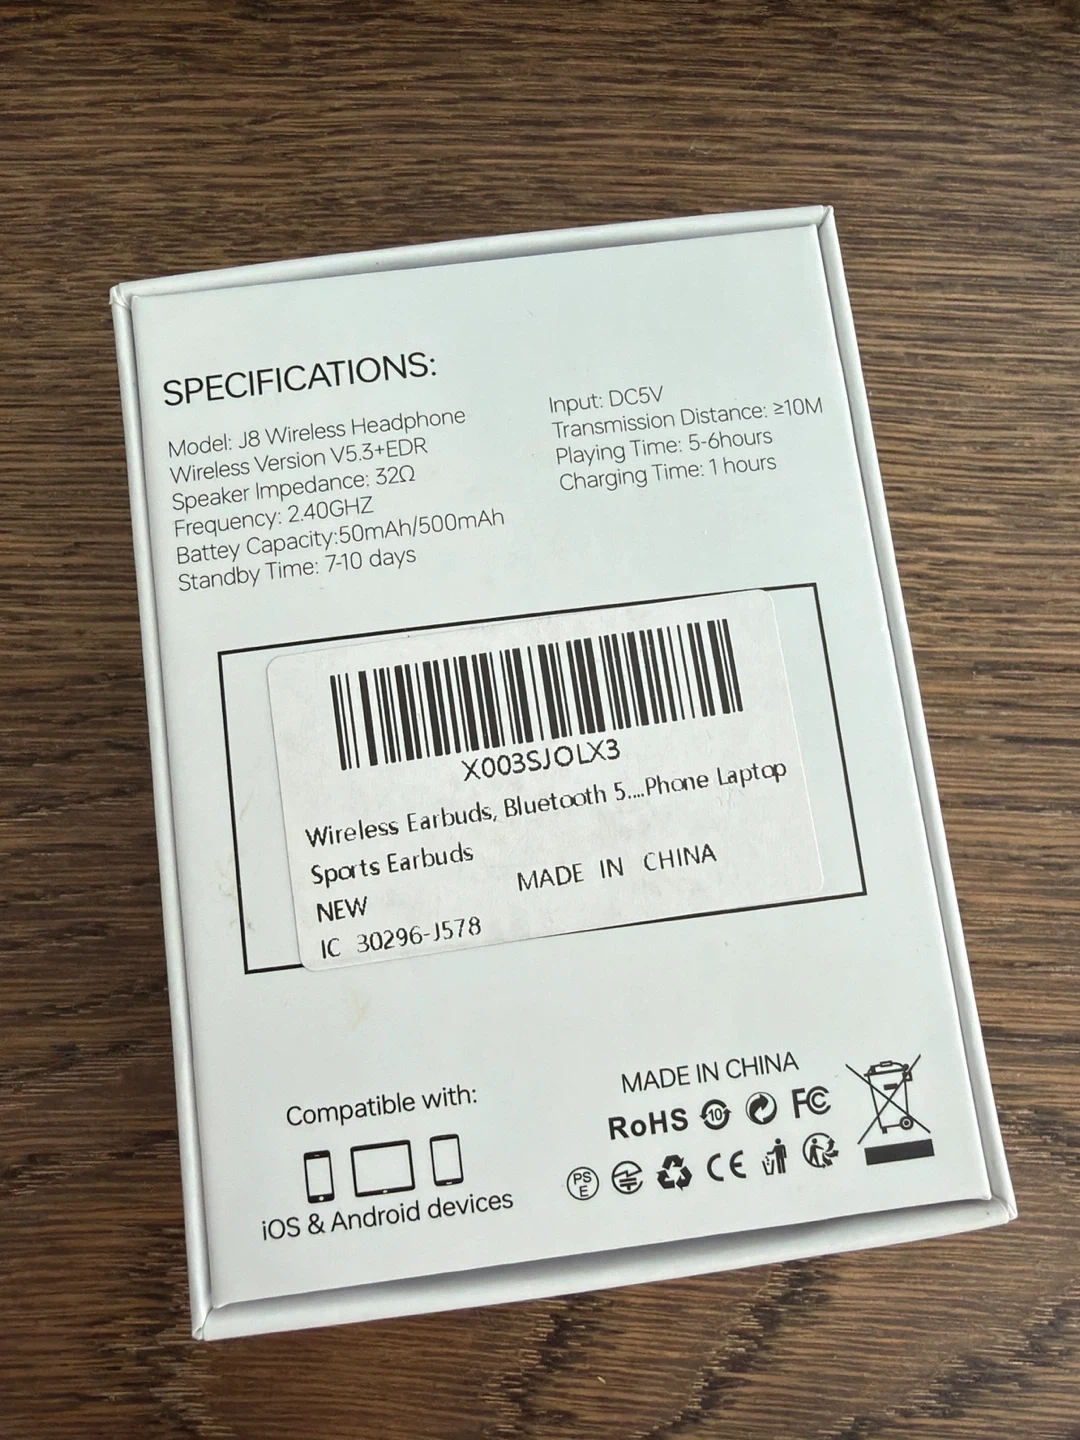 SPECIFICATIONS:
Model: J8 Wireless Headphone
Wireless Version V5.3+EDR
Speaker Impedance: 32Ω
Frequency: 2.40GHZ
Battey Capacity:50mAh/500mAh
Standby Time: 7-10 days
Input: DC5V
Transmission Distance: ≥10M
Playing Time: 5-6hours
Charging Time: 1 hours
X003SJOLX3
Wireless Earbuds, Bluetooth 5....Phone Laptop
Sports Earbuds
NEW MADE IN CHINA
IC 30296-J578
Compatible with:
iOS & Android devices
MADE IN CHINA
RoHS 10 FC
PS
E
CE